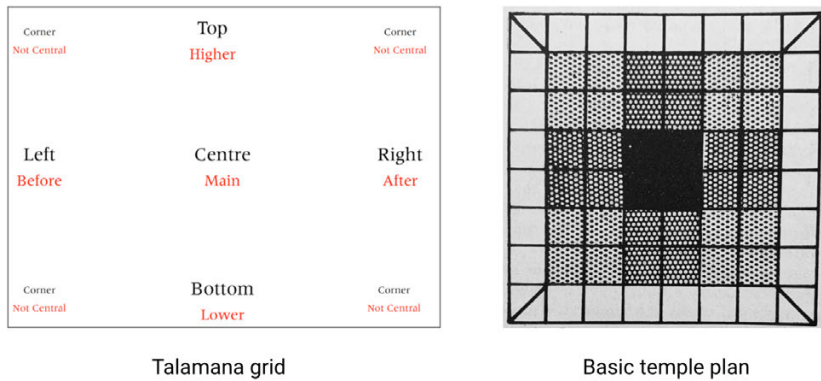 Corner
Top
Corner
Not Central
Higher
Not Central
Left
Centre
Right
Before
Main
After
Corner
Bottom
Corner
Not Central
Lower
Not Central
Talamana grid
Basic temple plan